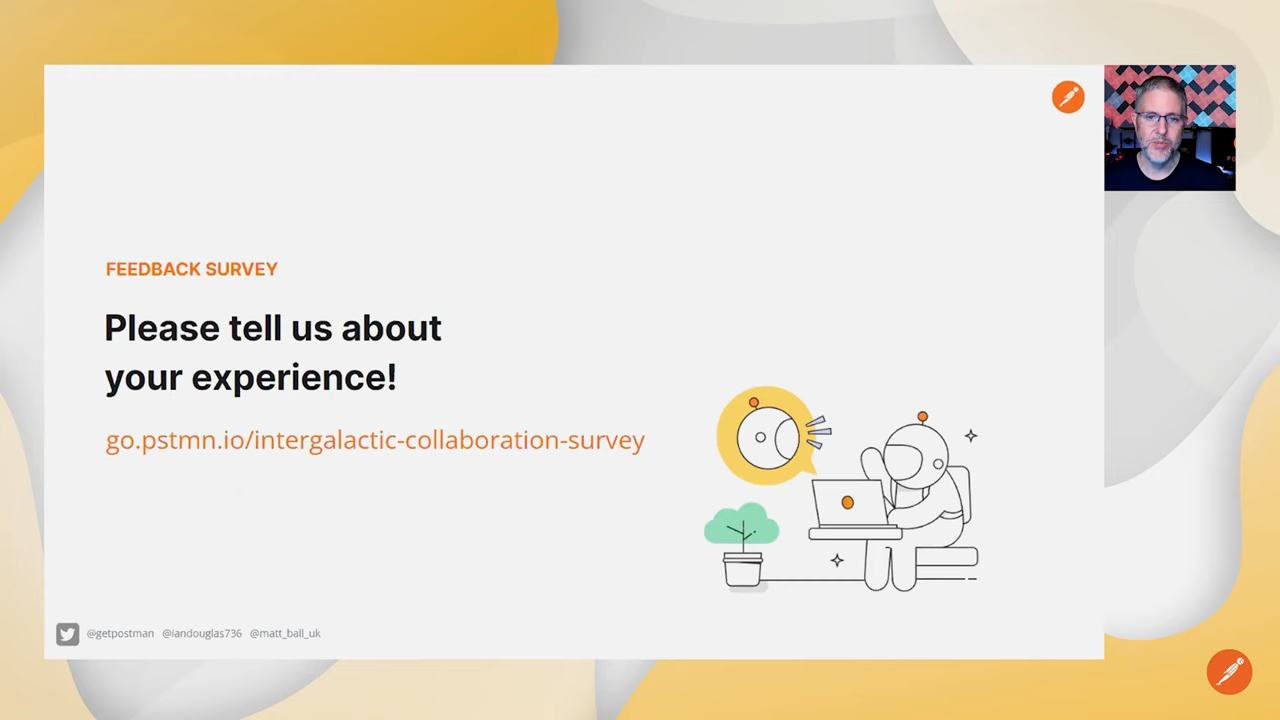 FEEDBACK SURVEY
Please tell us about
your experience!
go.pstmn.io/intergalactic-collaboration-survey
@getpostman @iandouglas736 @matt_ball_uk